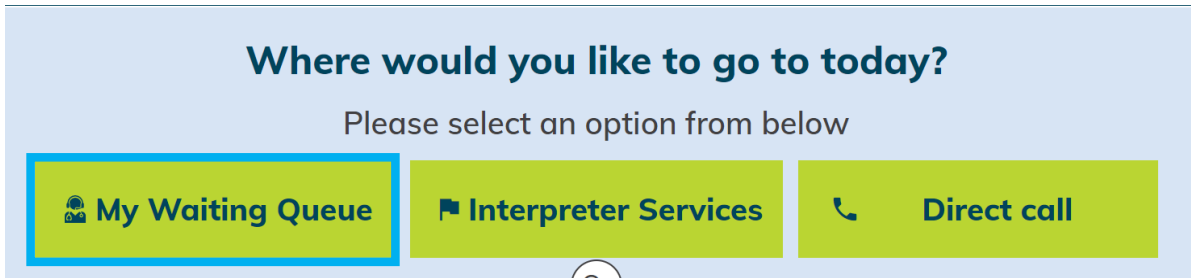 Where would you like to go to today?
Please select an option from below
My Waiting Queue Interpreter Services Direct call